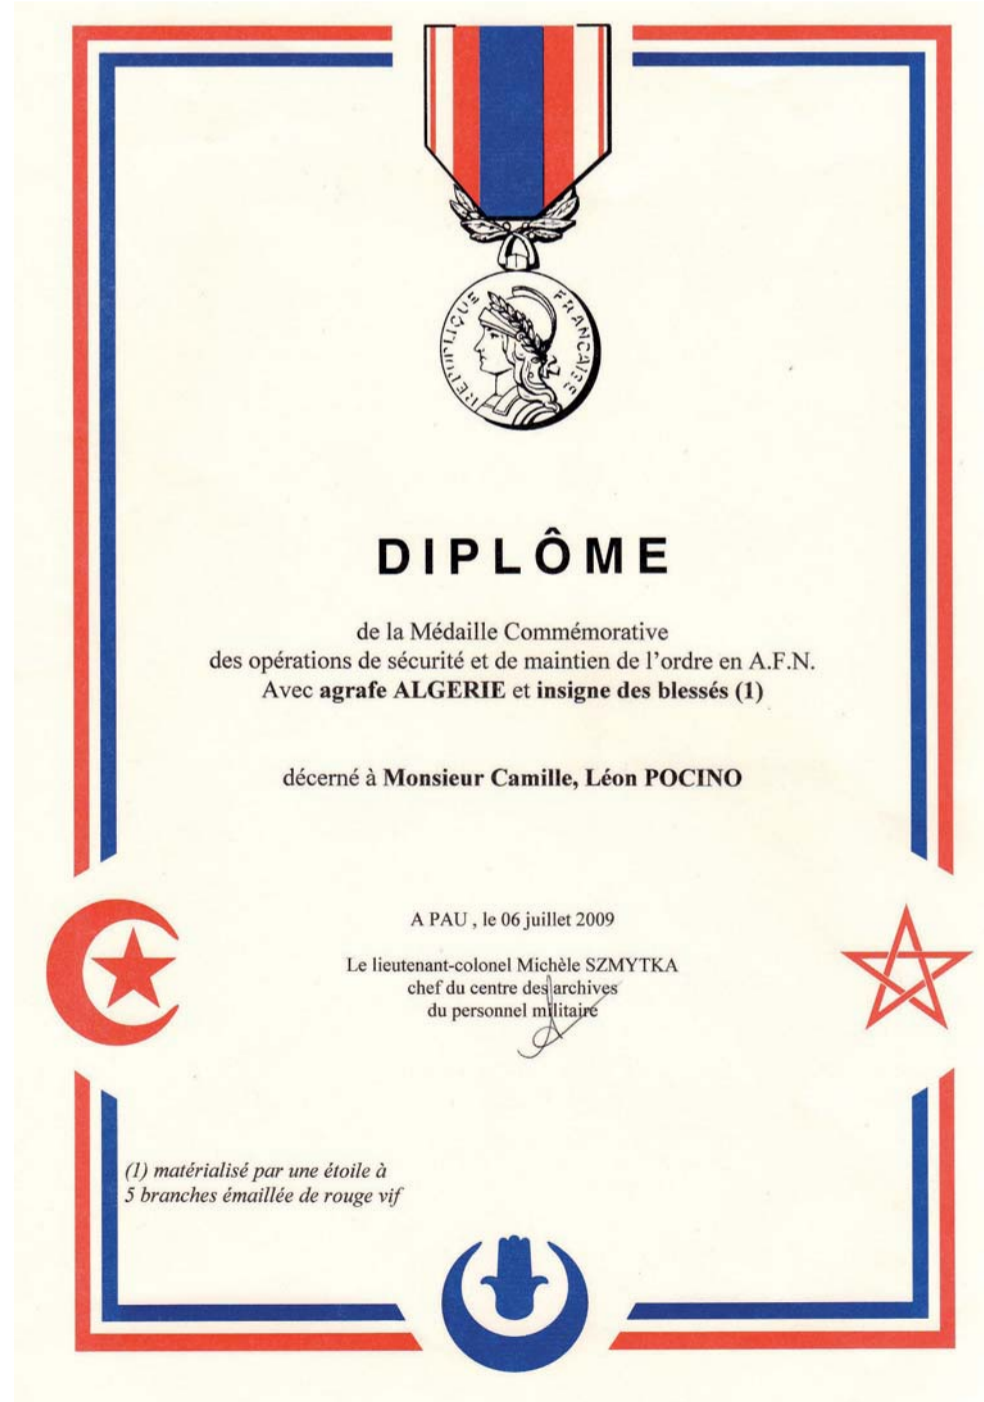 REPUBLIQUE FRANCAISE
DIPLÔME
de la Médaille Commémorative
des opérations de sécurité et de maintien de l'ordre en A.F.N.
Avec agrafe ALGERIE et insigne des blessés (1)
décerné à Monsieur Camille, Léon POCINO
A PAU , le 06 juillet 2009
Le lieutenant-colonel Michèle SZMYTKA
chef du centre des archives
du personnel militaire
(1) matérialisé par une étoile à
5 branches émaillée de rouge vif